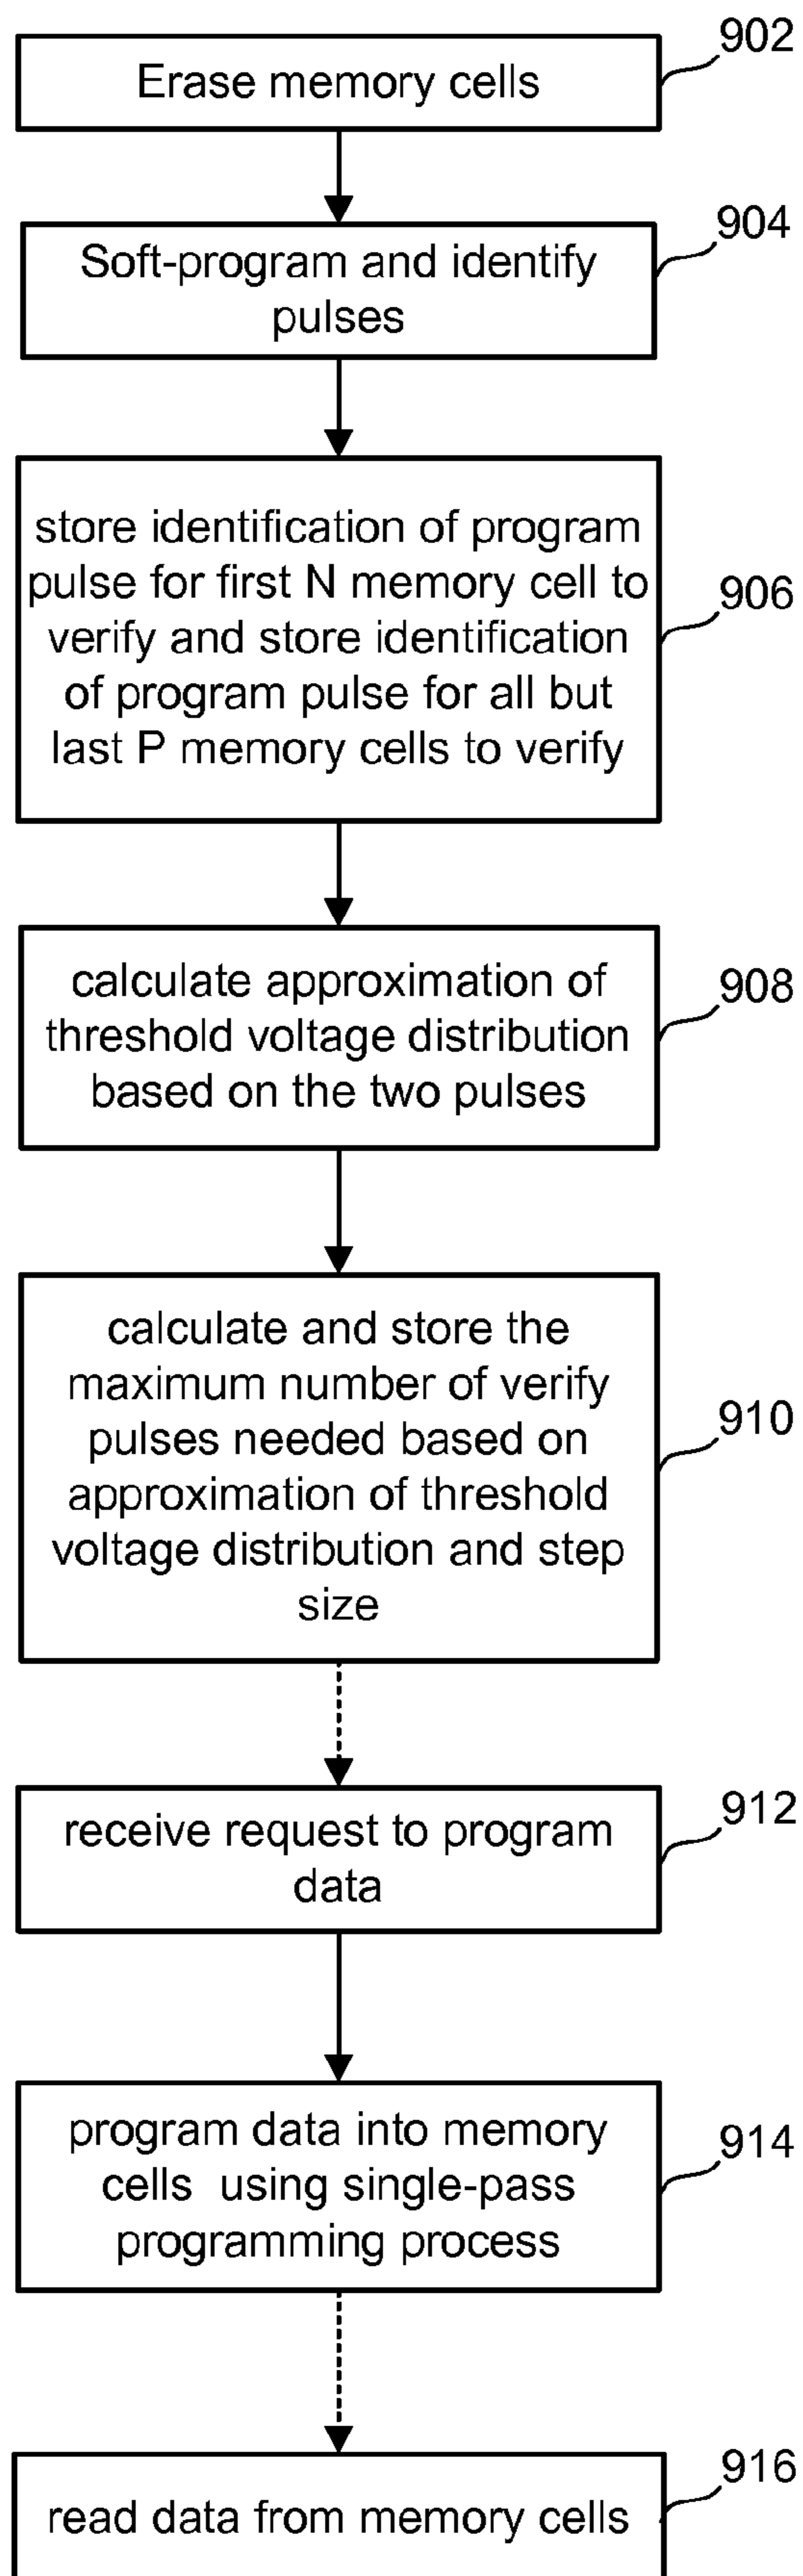 902
Erase memory cells
904
Soft-program and identify
pulses
store identification of program
pulse for first N memory cell to
906
verify and store identification
of program pulse for all but
last P memory cells to verify
calculate approximation of
908
threshold voltage distribution
based on the two pulses
calculate and store the
maximum number of verify
910
pulses needed based on
approximation of threshold
voltage distribution and step
size
912
receive request to program
data
program data into memory
914
cells using single-pass
programming process
916
read data from memory cells